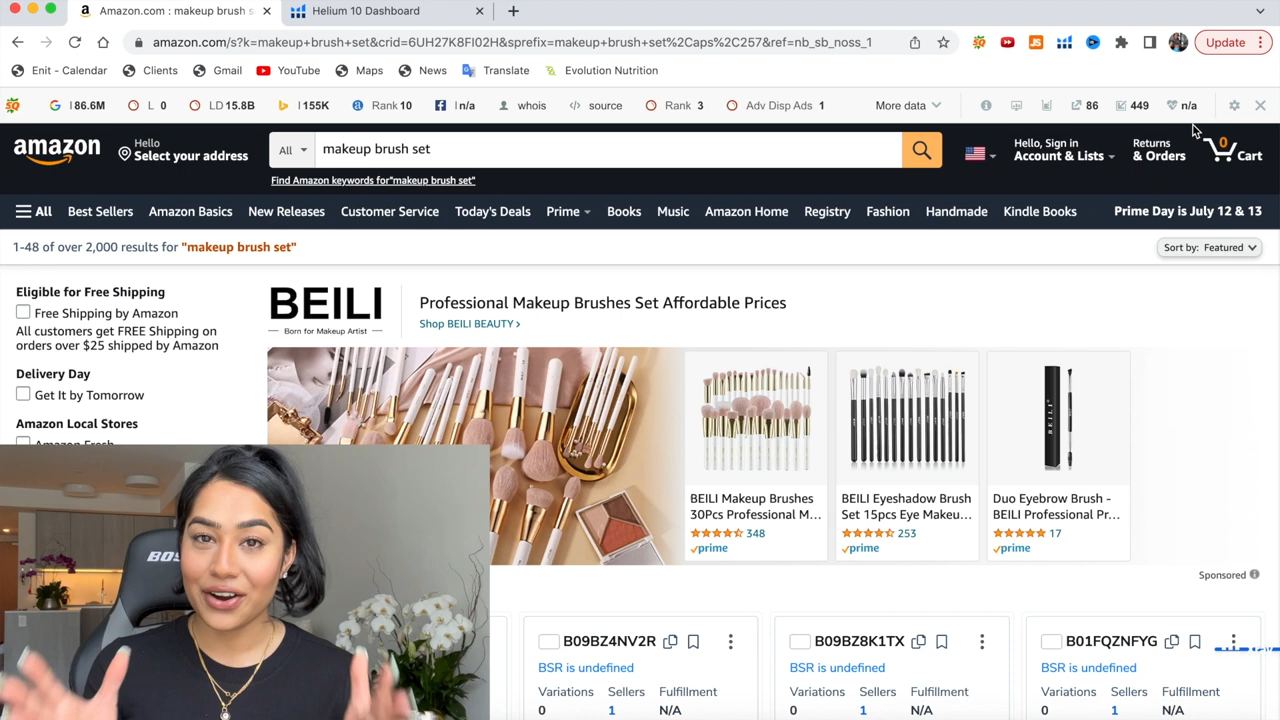 Amazon.com : makeup brush s
Helium 10 Dashboard
amazon.com/s?k=makeup+brush+set&crid=6UH27K8FI02H&sprefix=makeup+brush+set%2Caps%2C257&ref=nb_sb_noss_1
Update
Enit - Calendar
Clients
Gmail
YouTube
Maps
News
Translate
Evolution Nutrition
I 86.6M
L 0
LD 15.8B
I 155K
Rank 10
I n/a
whois
source
Rank 3
Adv Disp Ads 1
More data
86
449
n/a
amazon
Hello
Select your address
All
makeup brush set
Find Amazon keywords for"makeup brush set"
Hello, Sign in
Account & Lists
Returns
& Orders
0
Cart
All
Best Sellers
Amazon Basics
New Releases
Customer Service
Today's Deals
Prime
Books
Music
Amazon Home
Registry
Fashion
Handmade
Kindle Books
Prime Day is July 12 & 13
1-48 of over 2,000 results for "makeup brush set"
Sort by: Featured
Eligible for Free Shipping
Free Shipping by Amazon
All customers get FREE Shipping on
orders over $25 shipped by Amazon
Delivery Day
Get It by Tomorrow
Amazon Local Stores
Amazon Fresh
BEILI
Born for Makeup Artist
Professional Makeup Brushes Set Affordable Prices
Shop BEILI BEAUTY ›
BEILI
BEILI Makeup Brushes
30Pcs Professional M...
348
prime
BEILI Eyeshadow Brush
Set 15pcs Eye Makeu...
253
prime
Duo Eyebrow Brush -
BEILI Professional Pr...
17
prime
Sponsored
B09BZ4NV2R
BSR is undefined
Variations
Sellers
Fulfillment
0
1
N/A
B09BZ8K1TX
BSR is undefined
Variations
Sellers
Fulfillment
0
1
N/A
B01FQZNFYG
BSR is undefined
Variations
Sellers
Fulfillment
0
1
N/A